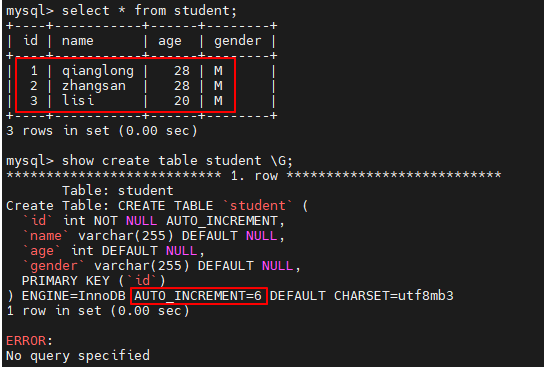 mysql> select * from student;
+----+-----------+------+--------+
| id | name      | age  | gender |
+----+-----------+------+--------+
|  1 | qianglong |   28 | M      |
|  2 | zhangsan  |   28 | M      |
|  3 | lisi      |   20 | M      |
+----+-----------+------+--------+
3 rows in set (0.00 sec)
mysql> show create table student \G;
*************************** 1. row ***************************
       Table: student
Create Table: CREATE TABLE `student` (
  `id` int NOT NULL AUTO_INCREMENT,
  `name` varchar(255) DEFAULT NULL,
  `age` int DEFAULT NULL,
  `gender` varchar(255) DEFAULT NULL,
  PRIMARY KEY (`id`)
) ENGINE=InnoDB AUTO_INCREMENT=6 DEFAULT CHARSET=utf8mb3
1 row in set (0.00 sec)
ERROR:
No query specified